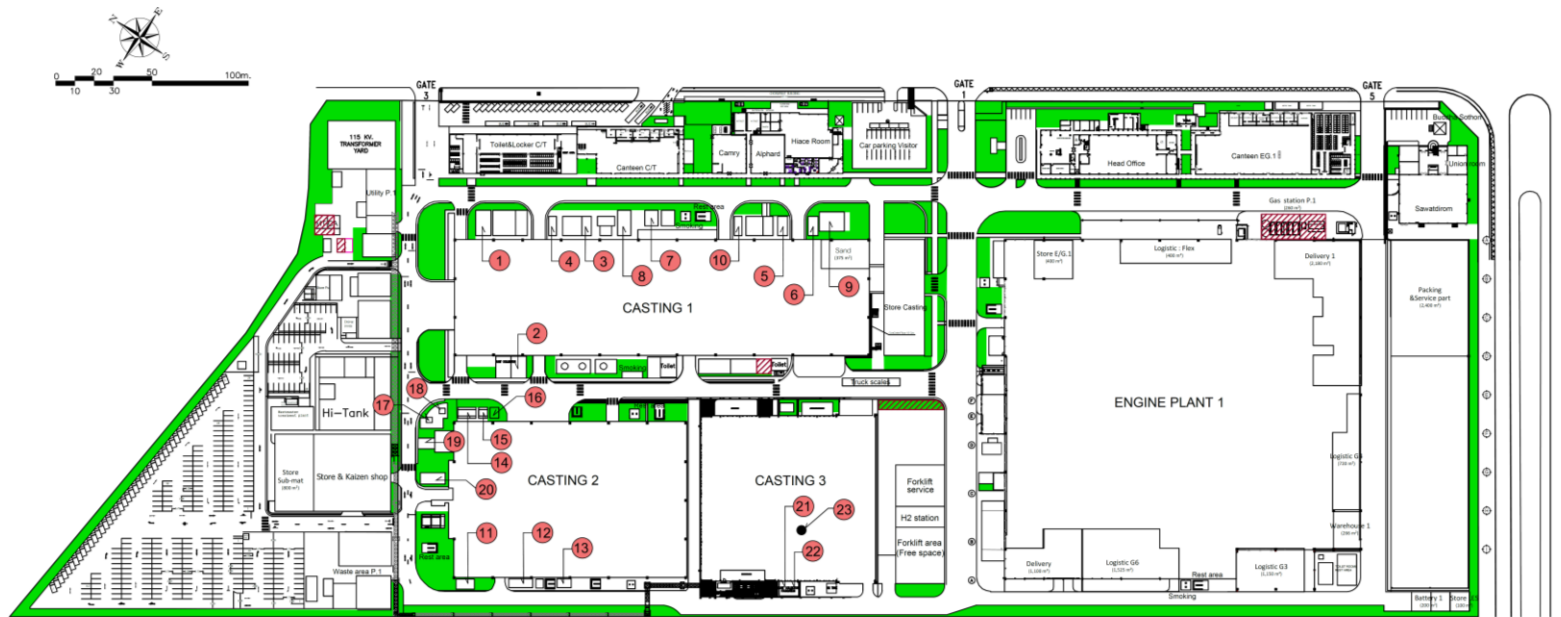 N
E
W
S
0 20 50 100m.
10 30
GATE
3
GATE
1
GATE
5
115 KV.
TRANSFORMER
YARD
Toilet&Locker C/T
Canteen C/T
Camry
Alphard
Hiace Room
Car parking Visitor
Head Office
Canteen EG.1
Buddha Sothon
Union room
Sawatdirom
Utility P.1
Rest area
Smoking
Gas station P.1
1
4
3
8
7
10
5
6
9
Sand
Store E/G.1
Logistic : Flex
Delivery 1
CASTING 1
Store Casting
Packing
&Service part
2
Smoking
Toilet
Toilet
Truck scales
Hi-Tank
18
17
16
15
14
19
20
ENGINE PLANT 1
Store
Sub-mat
Store & Kaizen shop
CASTING 2
CASTING 3
Forklift
service
H2 station
Forklift area
(Free space)
21
23
22
11
12
13
Rest area
Waste area P.1
Warehouse 1
Delivery
Logistic G6
Logistic G3
Rest area
Smoking
Battery 1
Store